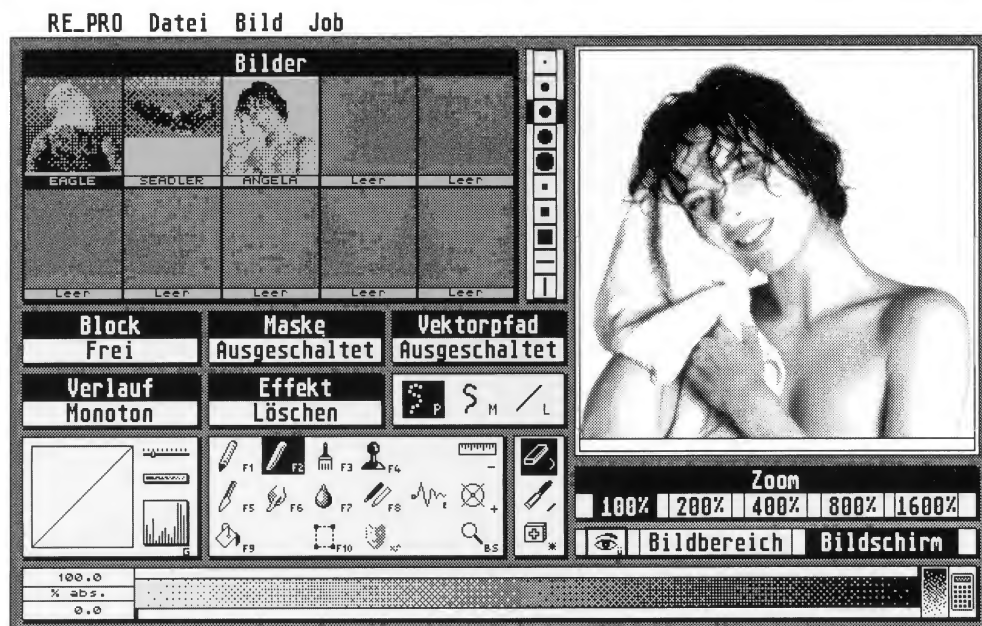 RE_PRO Datei Bild Job
Bilder
EAGLE SEADLER ANGELA Leer Leer
Leer Leer Leer Leer Leer
Block Maske Vektorpfad
Frei Ausgeschaltet Ausgeschaltet
Verlauf Effekt
Monoton Löschen
P M L
F1 F2 F3 F4 -
F5 F6 F7 F8 +
F9 F10 BS *
G
Zoom
100% 200% 400% 800% 1600%
Bildbereich Bildschirm
100.0
% abs.
0.0